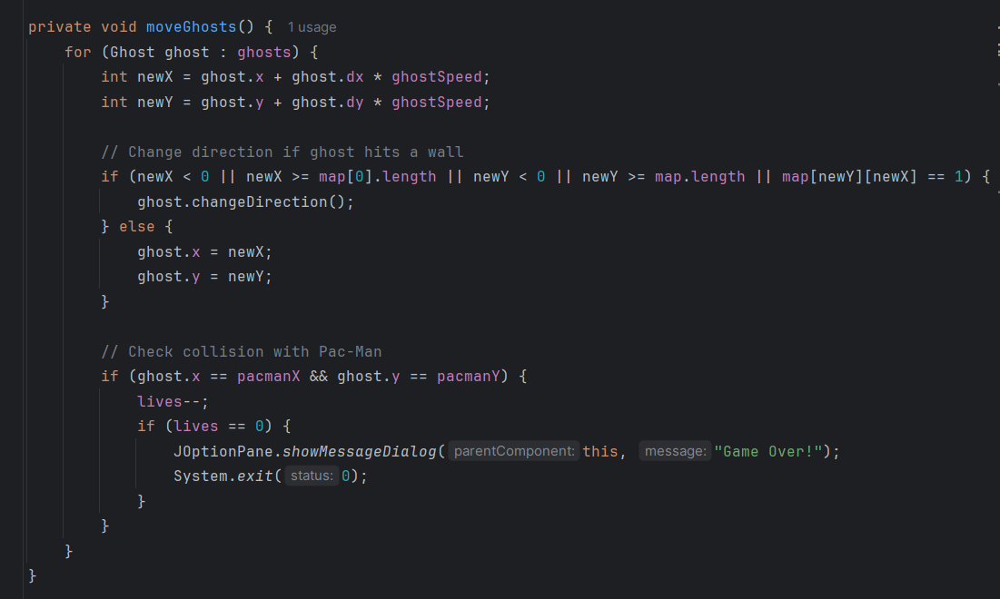 private void moveGhosts() { 1 usage
for (Ghost ghost : ghosts) {
int newX = ghost.x + ghost.dx * ghostSpeed;
int newY = ghost.y + ghost.dy * ghostSpeed;
// Change direction if ghost hits a wall
if (newX < 0 || newX >= map[0].length || newY < 0 || newY >= map.length || map[newY][newX] == 1) {
ghost.changeDirection();
} else {
ghost.x = newX;
ghost.y = newY;
}
// Check collision with Pac-Man
if (ghost.x == pacmanX && ghost.y == pacmanY) {
lives--;
if (lives == 0) {
JOptionPane.showMessageDialog( parentComponent: this, message: "Game Over!");
System.exit( status: 0);
}
}
}
}